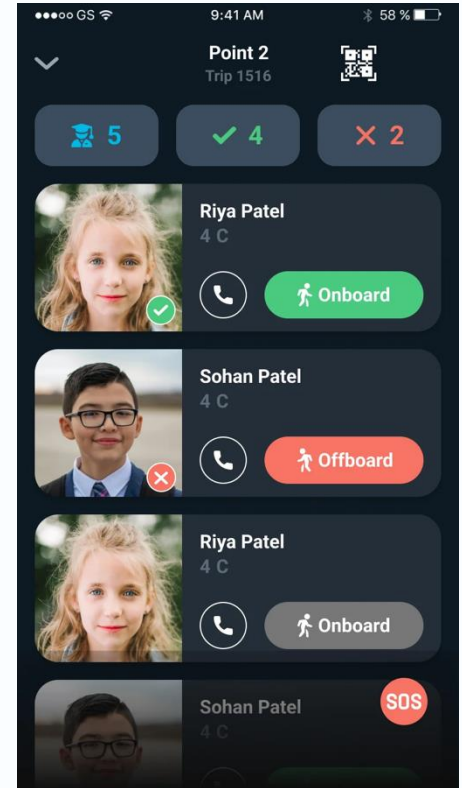 GS 9:41 AM 58 %
Point 2
Trip 1516
5 4 2
Riya Patel
4 C
Onboard
Sohan Patel
4 C
Offboard
Riya Patel
4 C
Onboard
Sohan Patel
SOS
4 C